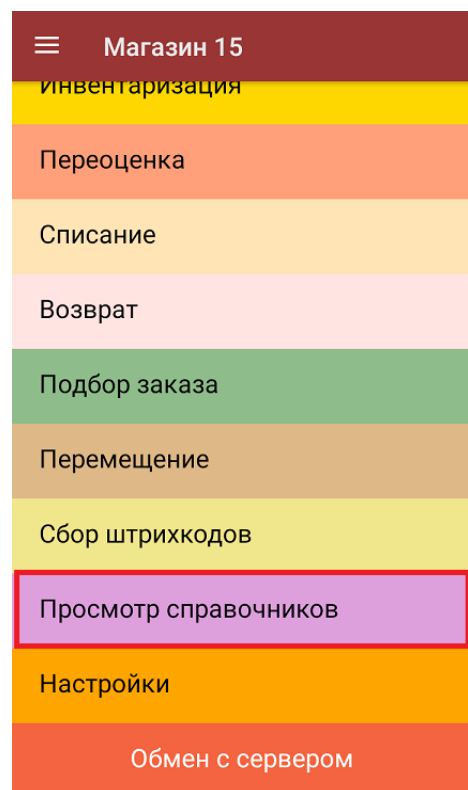 Магазин 15
Инвентаризация
Переоценка
Списание
Возврат
Подбор заказа
Перемещение
Сбор штрихкодов
Просмотр справочников
Настройки
Обмен с сервером